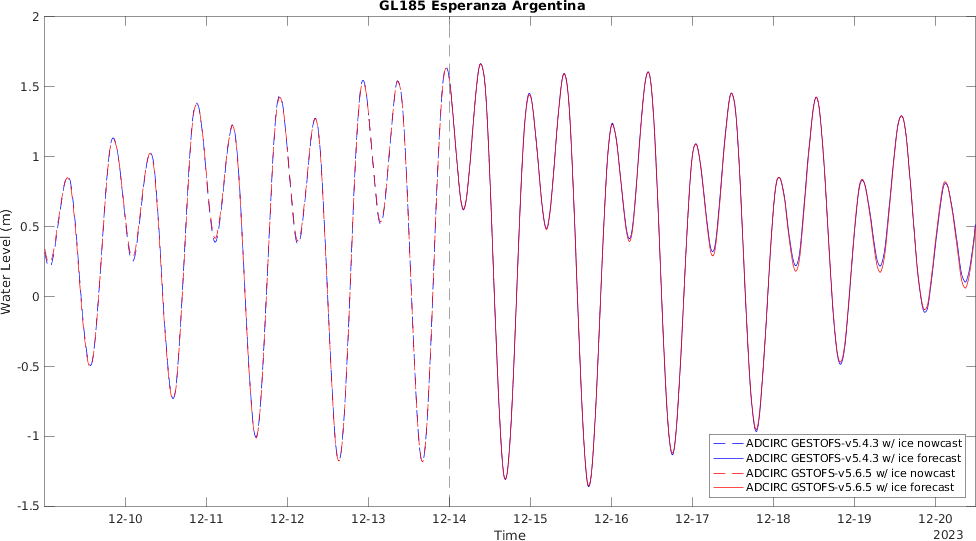 GL185 Esperanza Argentina
2
1.5
1
0.5
0
-0.5
-1
-1.5
Water Level (m)
ADCIRC GESTOFS-v5.4.3 w/ ice nowcast
ADCIRC GESTOFS-v5.4.3 w/ ice forecast
ADCIRC GSTOFS-v5.6.5 w/ ice nowcast
ADCIRC GSTOFS-v5.6.5 w/ ice forecast
12-10 12-11 12-12 12-13 12-14 12-15 12-16 12-17 12-18 12-19 12-20
Time
2023